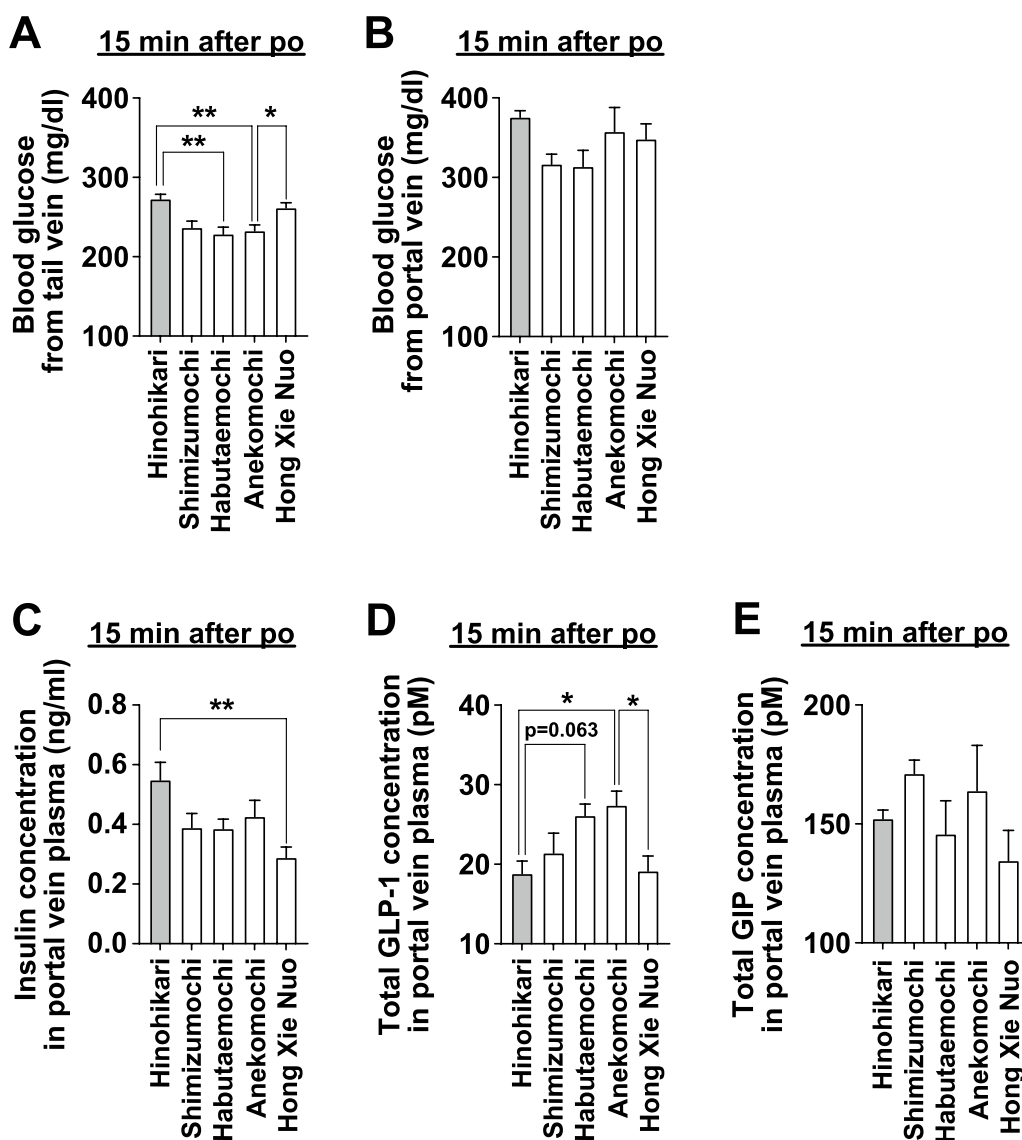 A
15 min after po
Blood glucose
from tail vein (mg/dl)
400
300
200
100
**
**
*
Hinohikari
Shimizumochi
Habutaemochi
Anekomochi
Hong Xie Nuo
B
15 min after po
Blood glucose
from portal vein (mg/dl)
400
300
200
100
Hinohikari
Shimizumochi
Habutaemochi
Anekomochi
Hong Xie Nuo
C
15 min after po
Insulin concentration
in portal vein plasma (ng/ml)
0.8
0.6
0.4
0.2
0.0
**
Hinohikari
Shimizumochi
Habutaemochi
Anekomochi
Hong Xie Nuo
D
15 min after po
Total GLP-1 concentration
in portal vein plasma (pM)
40
30
20
10
*
*
p=0.063
Hinohikari
Shimizumochi
Habutaemochi
Anekomochi
Hong Xie Nuo
E
15 min after po
Total GIP concentration
in portal vein plasma (pM)
200
150
100
Hinohikari
Shimizumochi
Habutaemochi
Anekomochi
Hong Xie Nuo